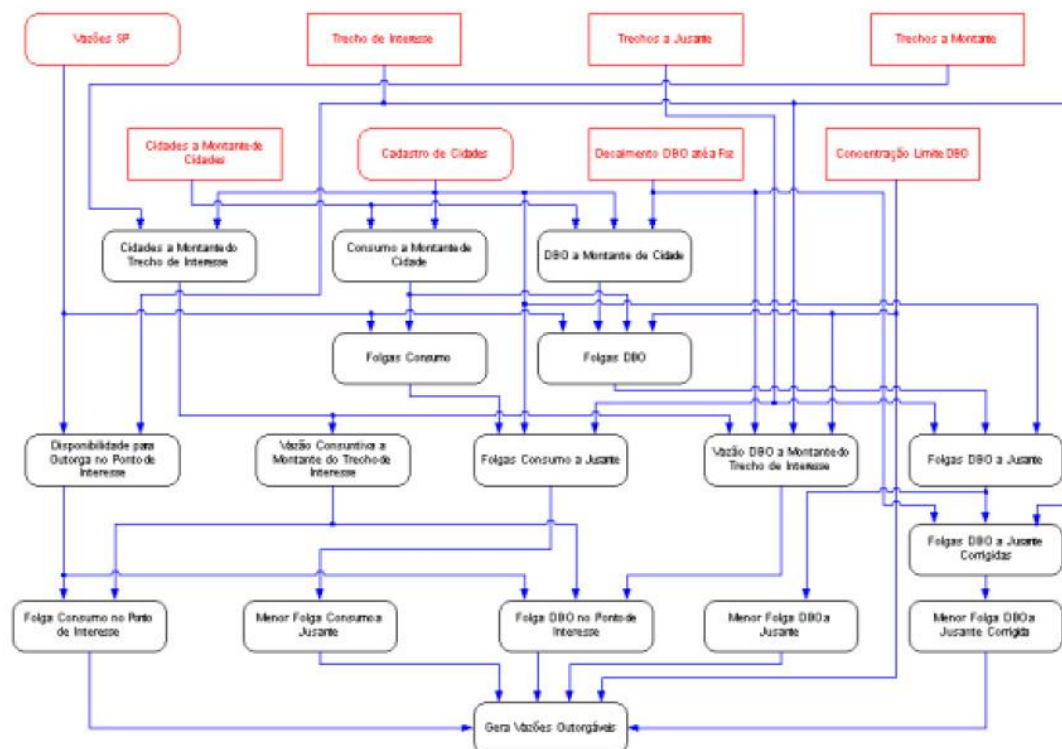 Vazões SP
Trecho de Interesse
Trechos a Jusante
Trechos a Montante
Cidades a Montante de
Cidades
Cadastro de Cidades
Decaimento DBO até a Foz
Concentração Limite DBO
Cidades a Montante do
Trecho de Interesse
Consumo a Montante de
Cidade
DBO a Montante de Cidade
Folgas Consumo
Folgas DBO
Disponibilidade para
Outorga no Ponto de
Interesse
Vazão Consuntiva a
Montante do Trecho de
Interesse
Folgas Consumo a Jusante
Vazão DBO a Montante do
Trecho de Interesse
Folgas DBO a Jusante
Folgas DBO a Jusante
Corrigidas
Folga Consumo no Ponto
de Interesse
Menor Folga Consumo a
Jusante
Folga DBO no Ponto de
Interesse
Menor Folga DBO a
Jusante
Menor Folga DBO a
Jusante Corrigida
Gera Vazões Outorgáveis